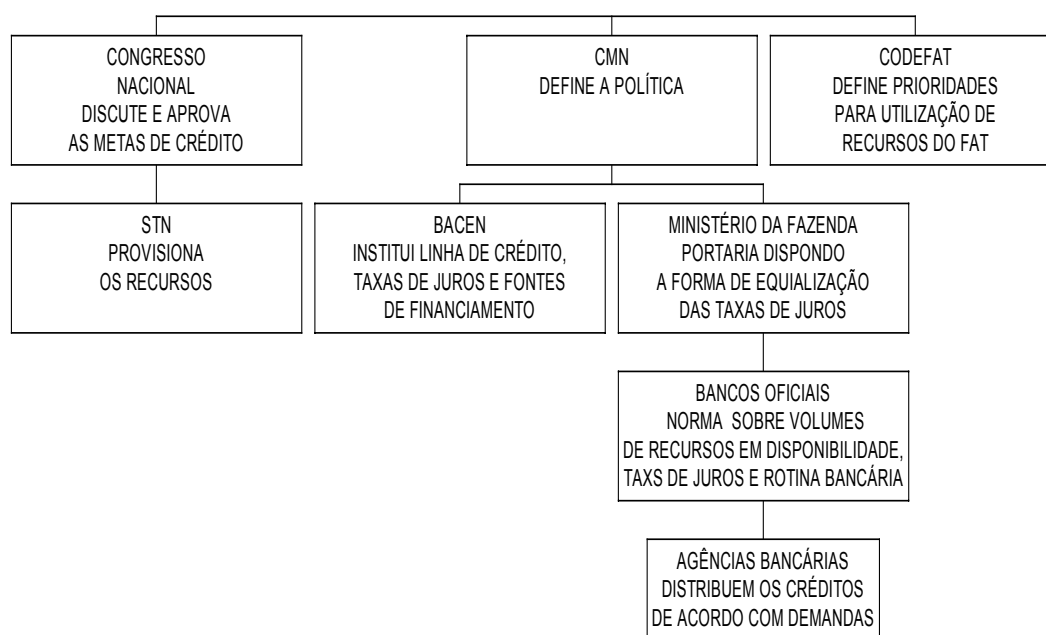 CONGRESSO
NACIONAL
DISCUTE E APROVA
AS METAS DE CRÉDITO
CMN
DEFINE A POLÍTICA
CODEFAT
DEFINE PRIORIDADES
PARA UTILIZAÇÃO DE
RECURSOS DO FAT
STN
PROVISIONA
OS RECURSOS
BACEN
INSTITUI LINHA DE CRÉDITO,
TAXAS DE JUROS E FONTES
DE FINANCIAMENTO
MINISTÉRIO DA FAZENDA
PORTARIA DISPONDO
A FORMA DE EQUIALIZAÇÃO
DAS TAXAS DE JUROS
BANCOS OFICIAIS
NORMA SOBRE VOLUMES
DE RECURSOS EM DISPONIBILIDADE,
TAXS DE JUROS E ROTINA BANCÁRIA
AGÊNCIAS BANCÁRIAS
DISTRIBUEM OS CRÉDITOS
DE ACORDO COM DEMANDAS